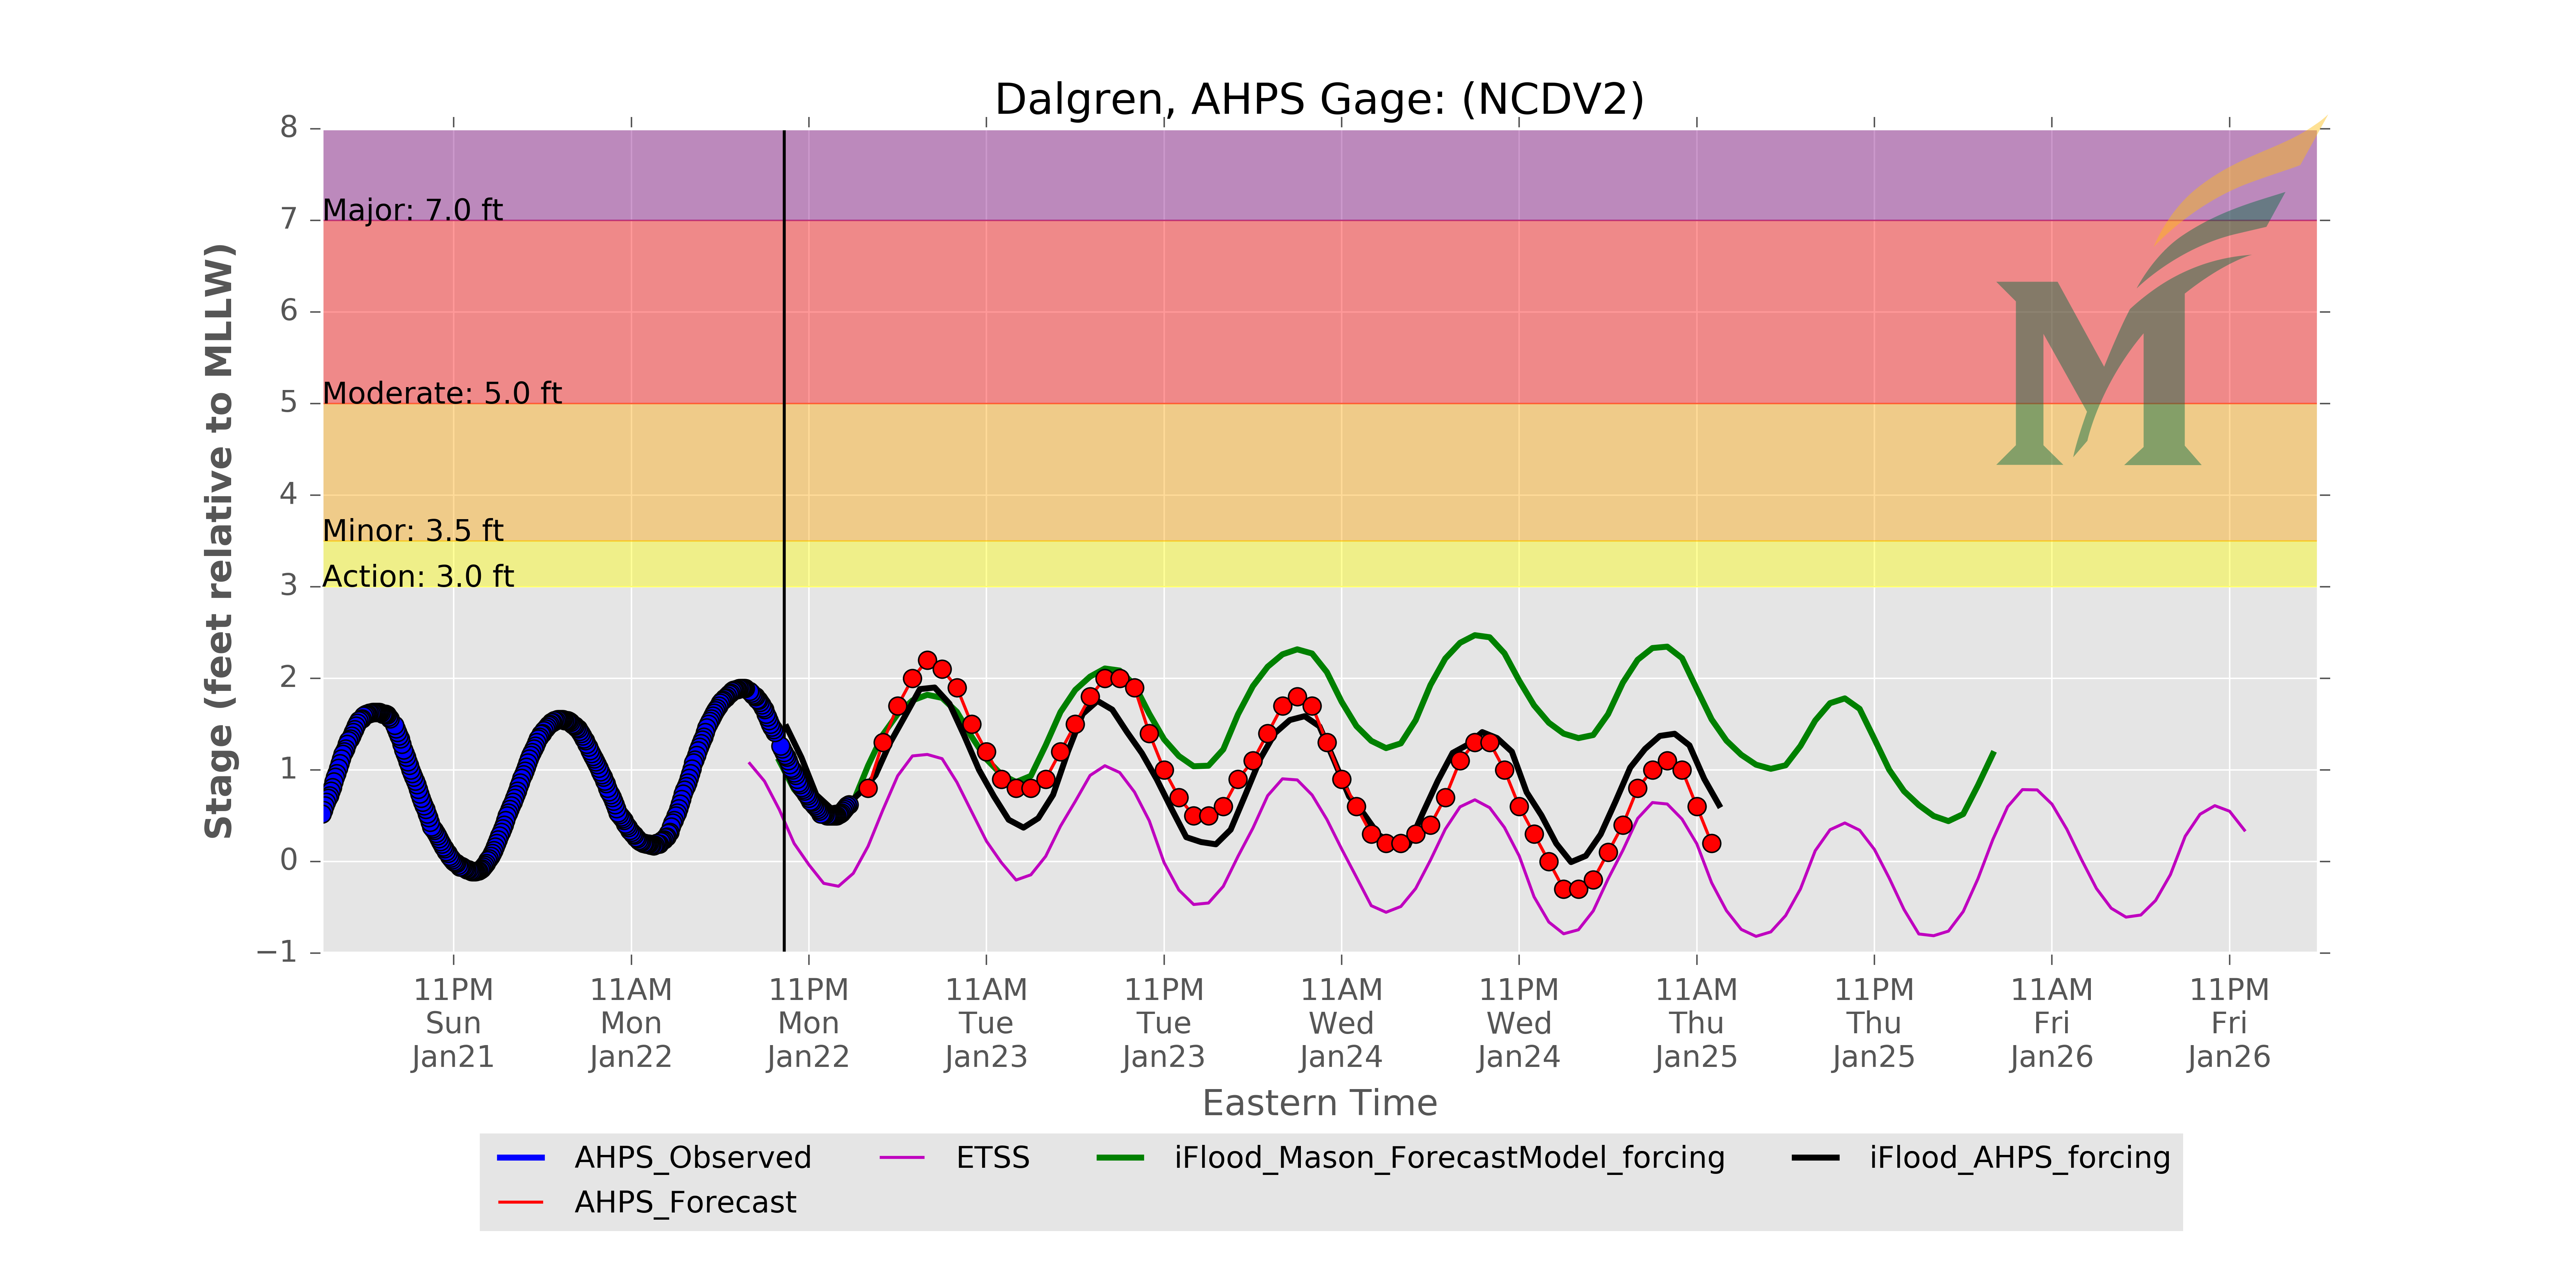 Dalgren, AHPS Gage: (NCDV2)
Stage (feet relative to MLLW)
8
7
6
5
4
3
2
1
0
−1
Major: 7.0 ft
Moderate: 5.0 ft
Minor: 3.5 ft
Action: 3.0 ft
11PM Sun Jan21
11AM Mon Jan22
11PM Mon Jan22
11AM Tue Jan23
11PM Tue Jan23
11AM Wed Jan24
11PM Wed Jan24
11AM Thu Jan25
11PM Thu Jan25
11AM Fri Jan26
11PM Fri Jan26
Eastern Time
AHPS_Observed
AHPS_Forecast
ETSS
iFlood_Mason_ForecastModel_forcing
iFlood_AHPS_forcing
M